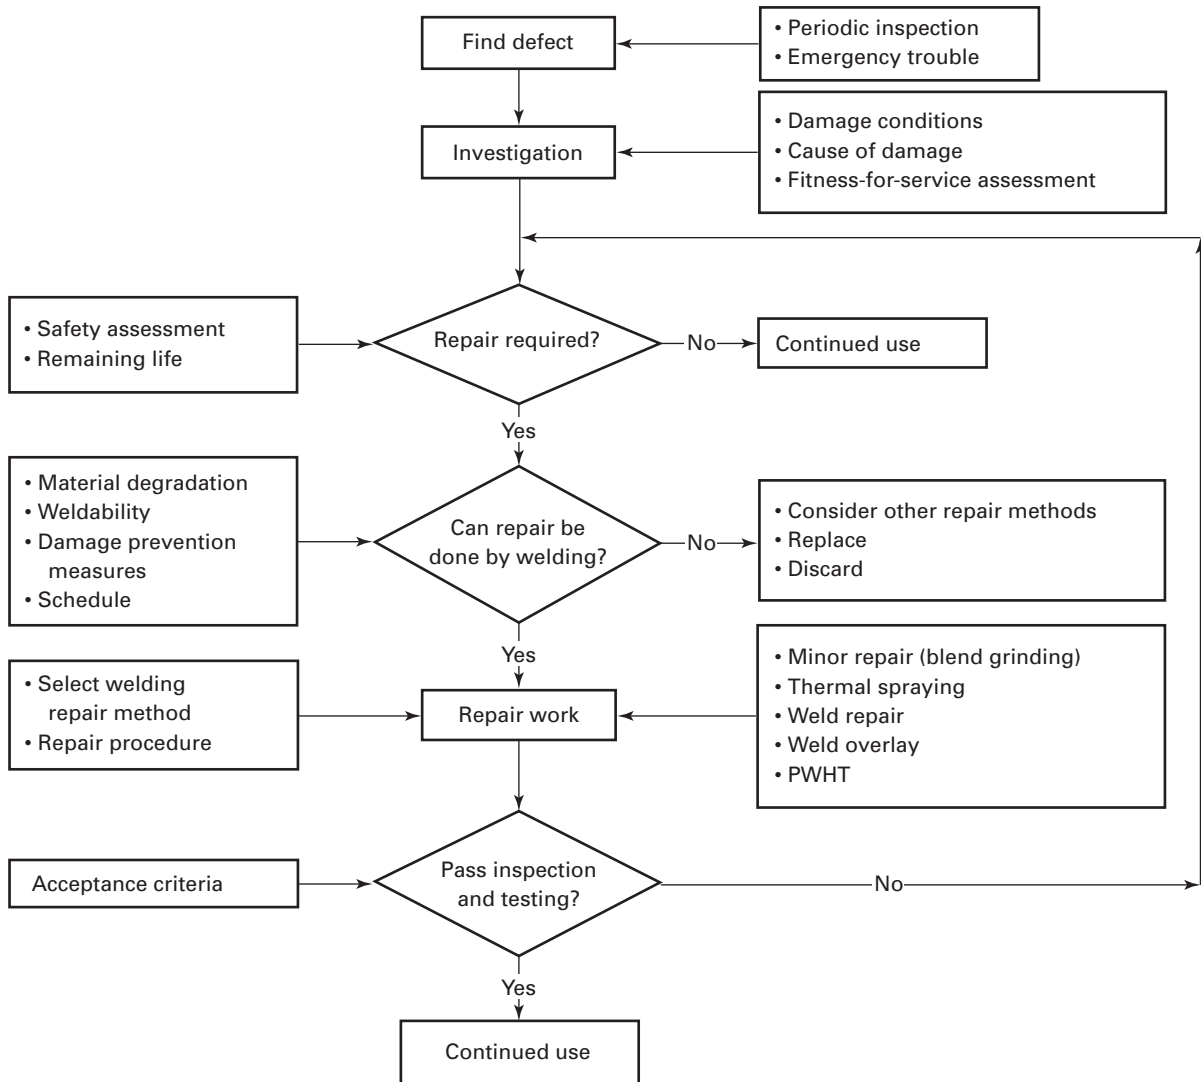 Find defect
• Periodic inspection
• Emergency trouble
Investigation
• Damage conditions
• Cause of damage
• Fitness-for-service assessment
• Safety assessment
• Remaining life
Repair required?
No
Continued use
Yes
• Material degradation
• Weldability
• Damage prevention
measures
• Schedule
Can repair be
done by welding?
No
• Consider other repair methods
• Replace
• Discard
Yes
• Select welding
repair method
• Repair procedure
Repair work
• Minor repair (blend grinding)
• Thermal spraying
• Weld repair
• Weld overlay
• PWHT
Acceptance criteria
Pass inspection
and testing?
No
Yes
Continued use